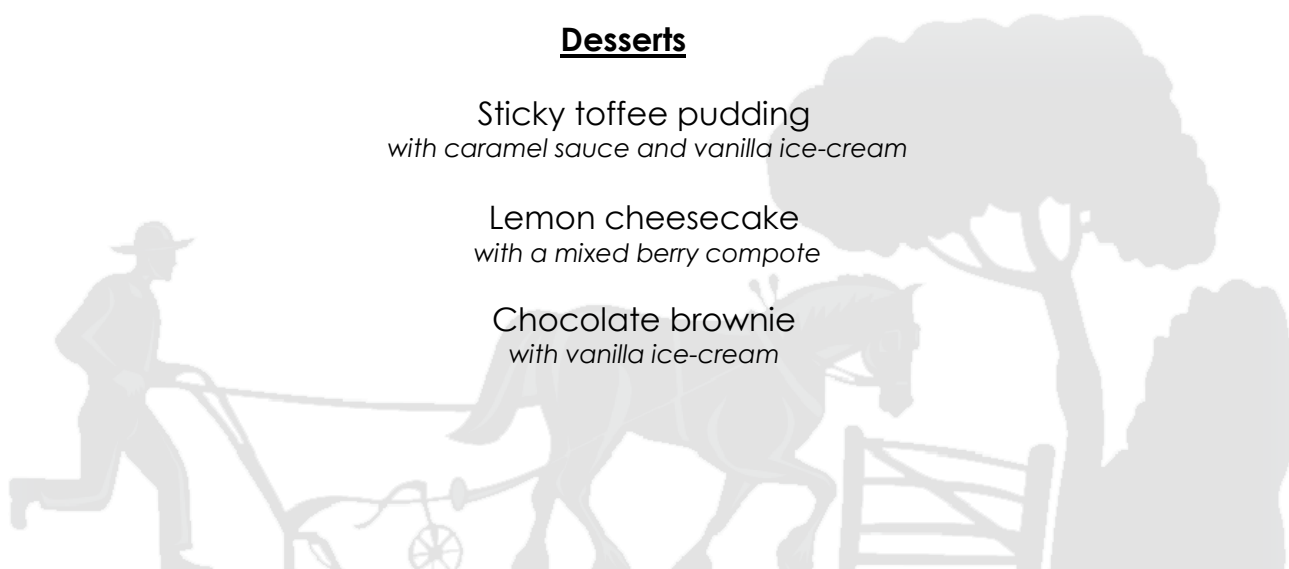 Desserts
Sticky toffee pudding
with caramel sauce and vanilla ice-cream
Lemon cheesecake
with a mixed berry compote
Chocolate brownie
with vanilla ice-cream